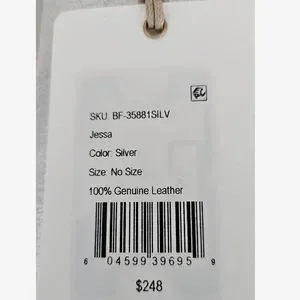 SKU: BF-35881SILV
Jessa
Color: Silver
Size: No Size
100% Genuine Leather
6 04599 39695 9
$248